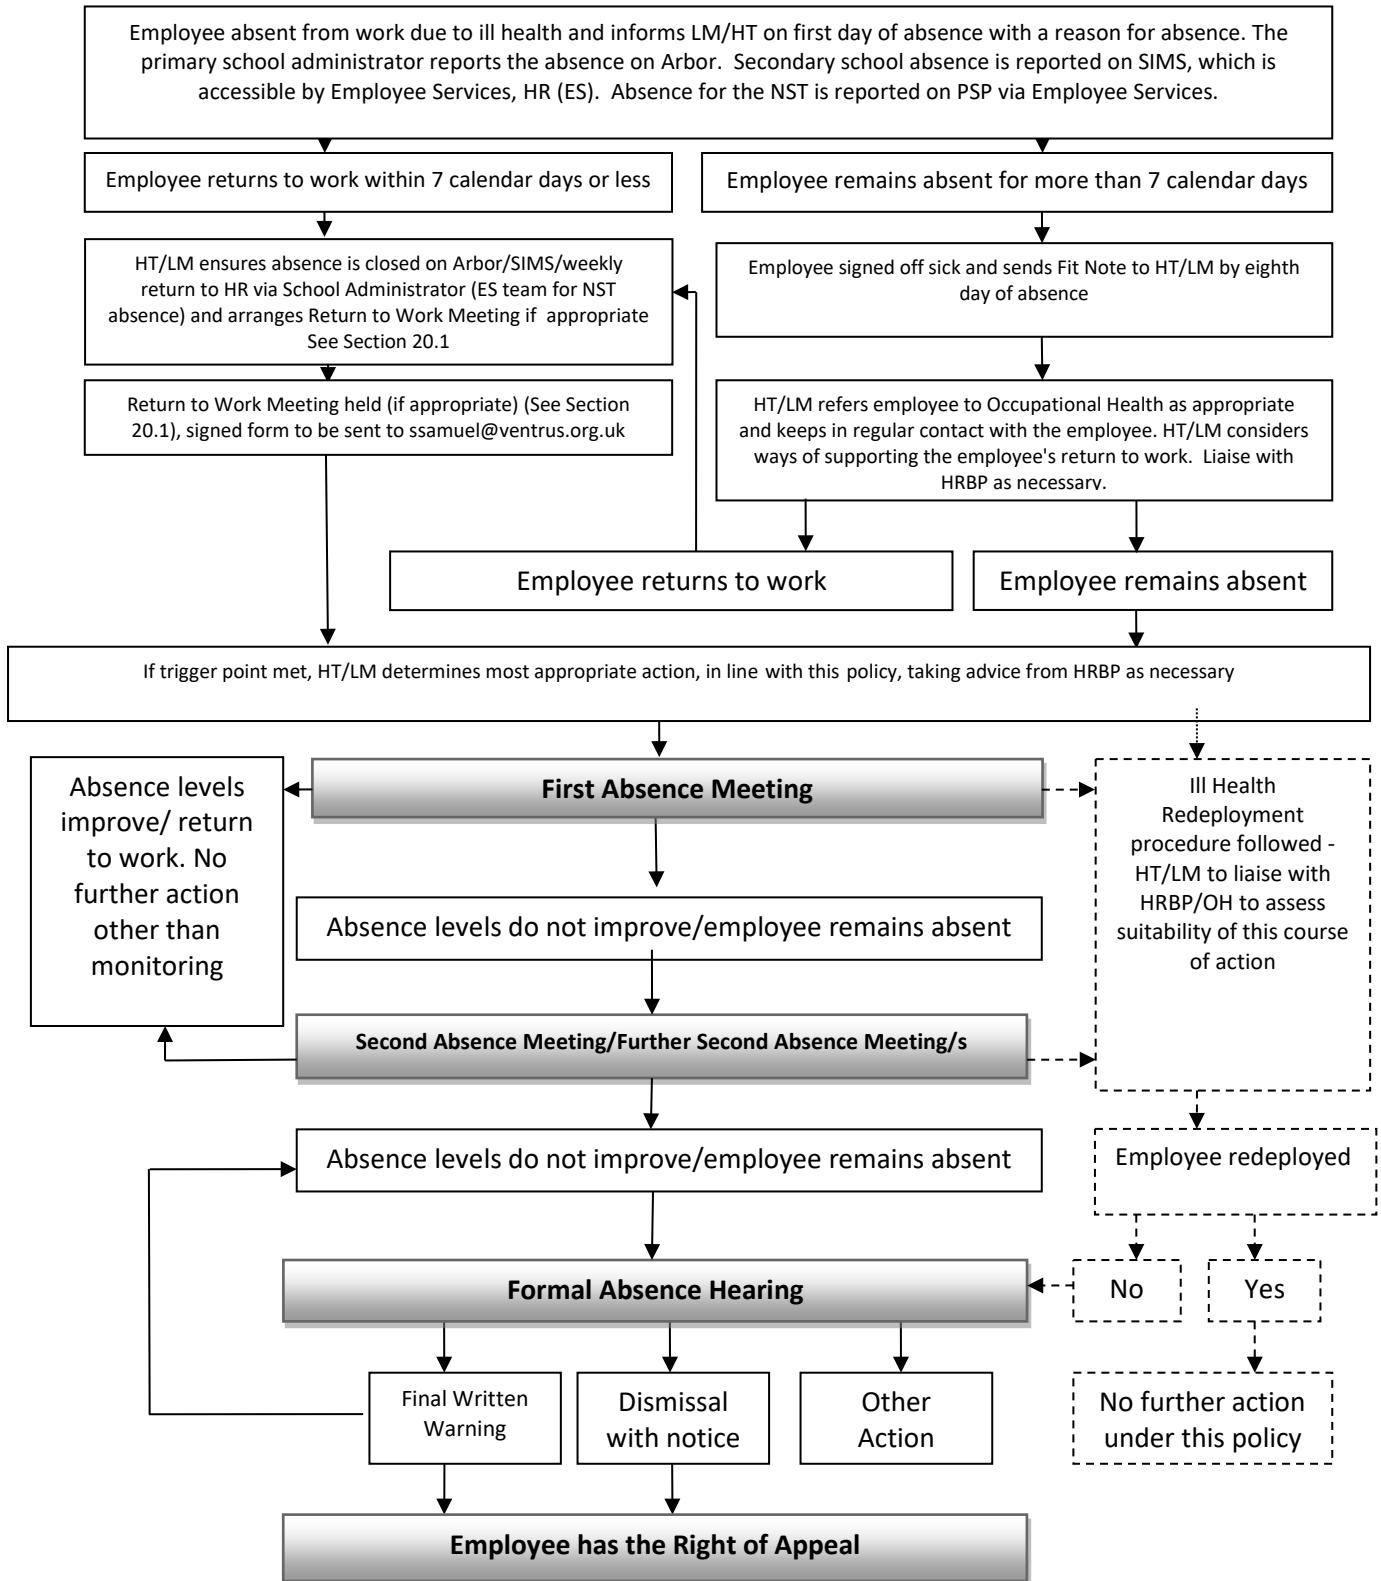 Employee absent from work due to ill health and informs LM/HT on first day of absence with a reason for absence. The
primary school administrator reports the absence on Arbor. Secondary school absence is reported on SIMS, which is
accessible by Employee Services, HR (ES). Absence for the NST is reported on PSP via Employee Services.
Employee returns to work within 7 calendar days or less
Employee remains absent for more than 7 calendar days
HT/LM ensures absence is closed on Arbor/SIMS/weekly
return to HR via School Administrator (ES team for NST
absence) and arranges Return to Work Meeting if appropriate
See Section 20.1
Employee signed off sick and sends Fit Note to HT/LM by eighth
day of absence
Return to Work Meeting held (if appropriate) (See Section
20.1), signed form to be sent to ssamuel@ventrus.org.uk
HT/LM refers employee to Occupational Health as appropriate
and keeps in regular contact with the employee. HT/LM considers
ways of supporting the employee's return to work. Liaise with
HRBP as necessary.
Employee returns to work
Employee remains absent
If trigger point met, HT/LM determines most appropriate action, in line with this policy, taking advice from HRBP as necessary
First Absence Meeting
Absence levels
improve/ return
to work. No
further action
other than
monitoring
Ill Health
Redeployment
procedure followed -
HT/LM to liaise with
HRBP/OH to assess
suitability of this course
of action
Absence levels do not improve/employee remains absent
Second Absence Meeting/Further Second Absence Meeting/s
Absence levels do not improve/employee remains absent
Employee redeployed
Formal Absence Hearing
No
Yes
Final Written
Warning
Dismissal
with notice
Other
Action
No further action
under this policy
Employee has the Right of Appeal